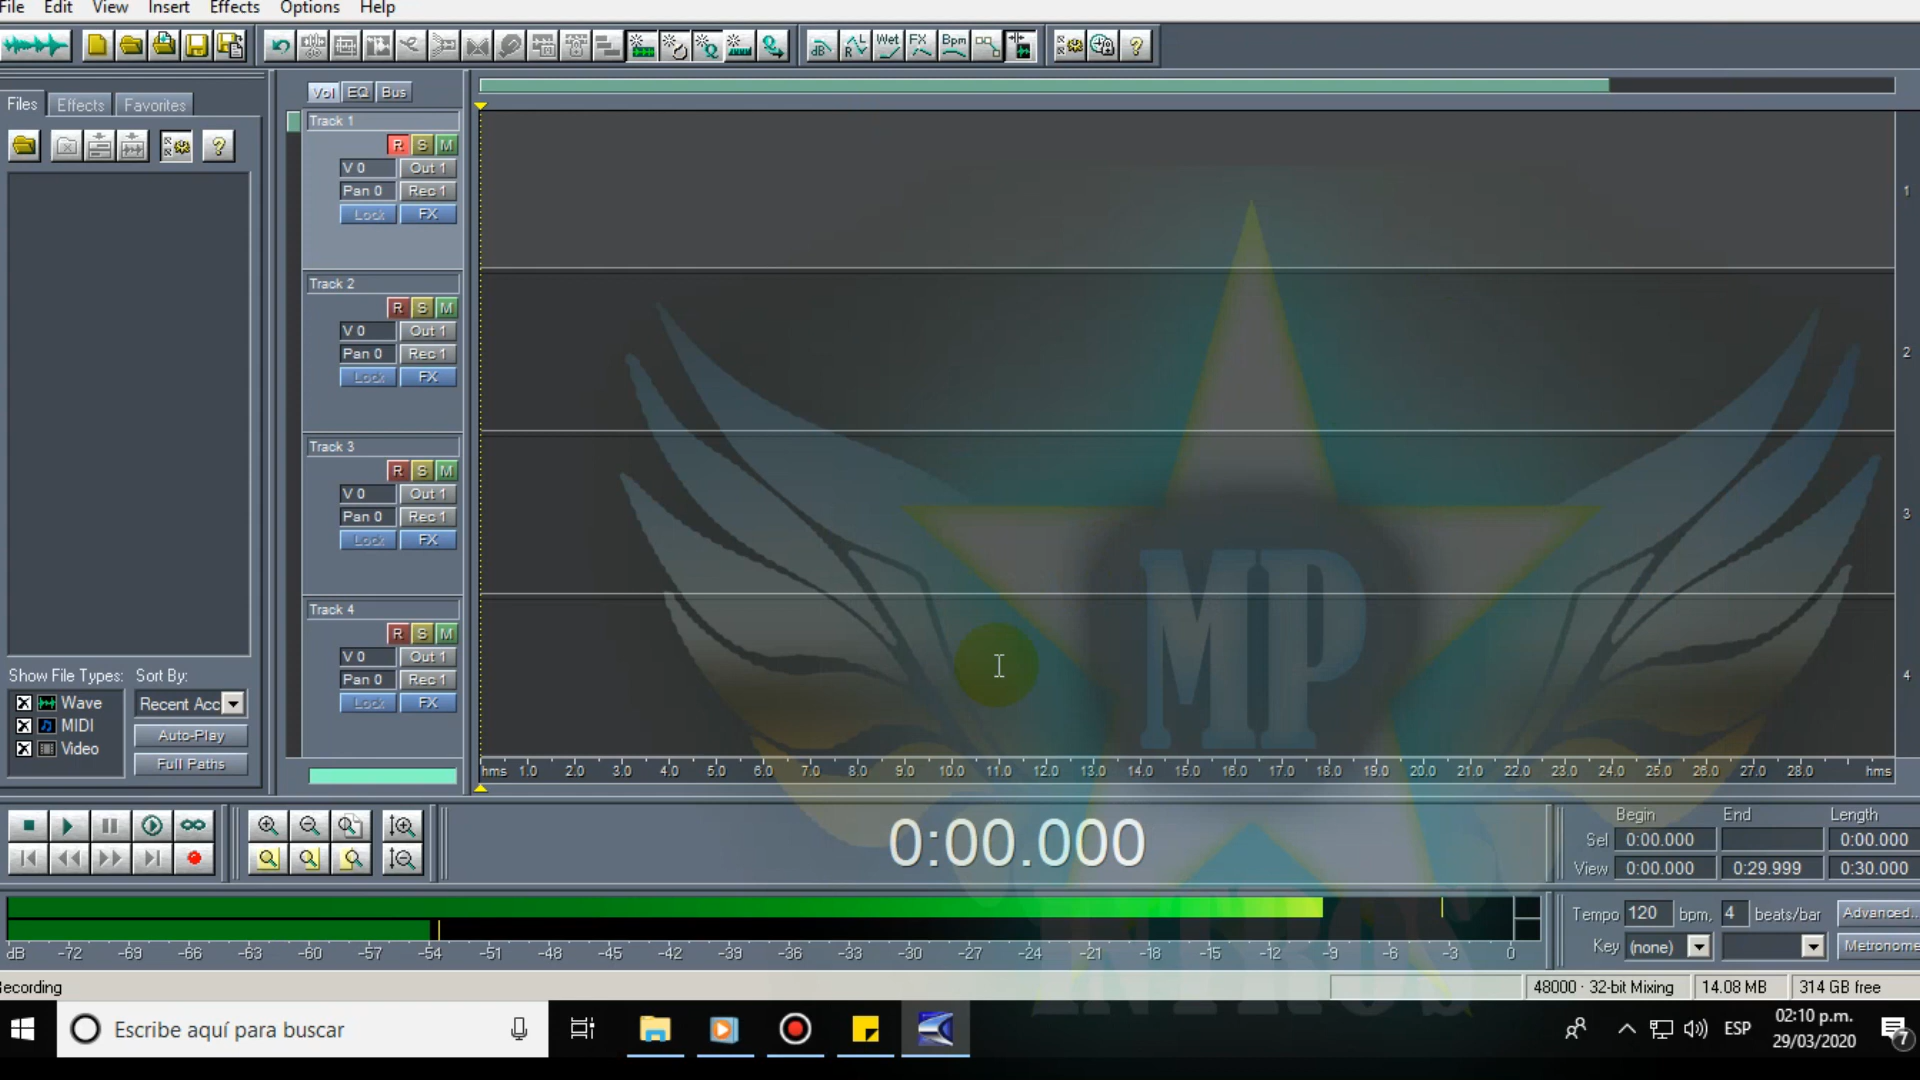 File Edit View Insert Effects Options Help
dB L R Wet FX Bpm
Files Effects Favorites
Vol EQ Bus
Track 1
R S M
V 0 Out 1
Pan 0 Rec 1
Lock FX
1
Track 2
R S M
V 0 Out 1
Pan 0 Rec 1
Lock FX
2
Track 3
R S M
V 0 Out 1
Pan 0 Rec 1
Lock FX
3
Track 4
R S M
V 0 Out 1
Pan 0 Rec 1
Lock FX
4
MP
INTROS
Show File Types: Sort By:
Wave Recent Acc
MIDI Auto-Play
Video Full Paths
hms 1.0 2.0 3.0 4.0 5.0 6.0 7.0 8.0 9.0 10.0 11.0 12.0 13.0 14.0 15.0 16.0 17.0 18.0 19.0 20.0 21.0 22.0 23.0 24.0 25.0 26.0 27.0 28.0 hms
0:00.000
Begin End Length
Sel 0:00.000 0:00.000
View 0:00.000 0:29.999 0:30.000
dB -72 -69 -66 -63 -60 -57 -54 -51 -48 -45 -42 -39 -36 -33 -30 -27 -24 -21 -18 -15 -12 -9 -6 -3 0
Tempo 120 bpm, 4 beats/bar Advanced...
Key (none) Metronome
ecording 48000 · 32-bit Mixing 14.08 MB 314 GB free
Escribe aquí para buscar
ESP
02:10 p.m.
29/03/2020
7